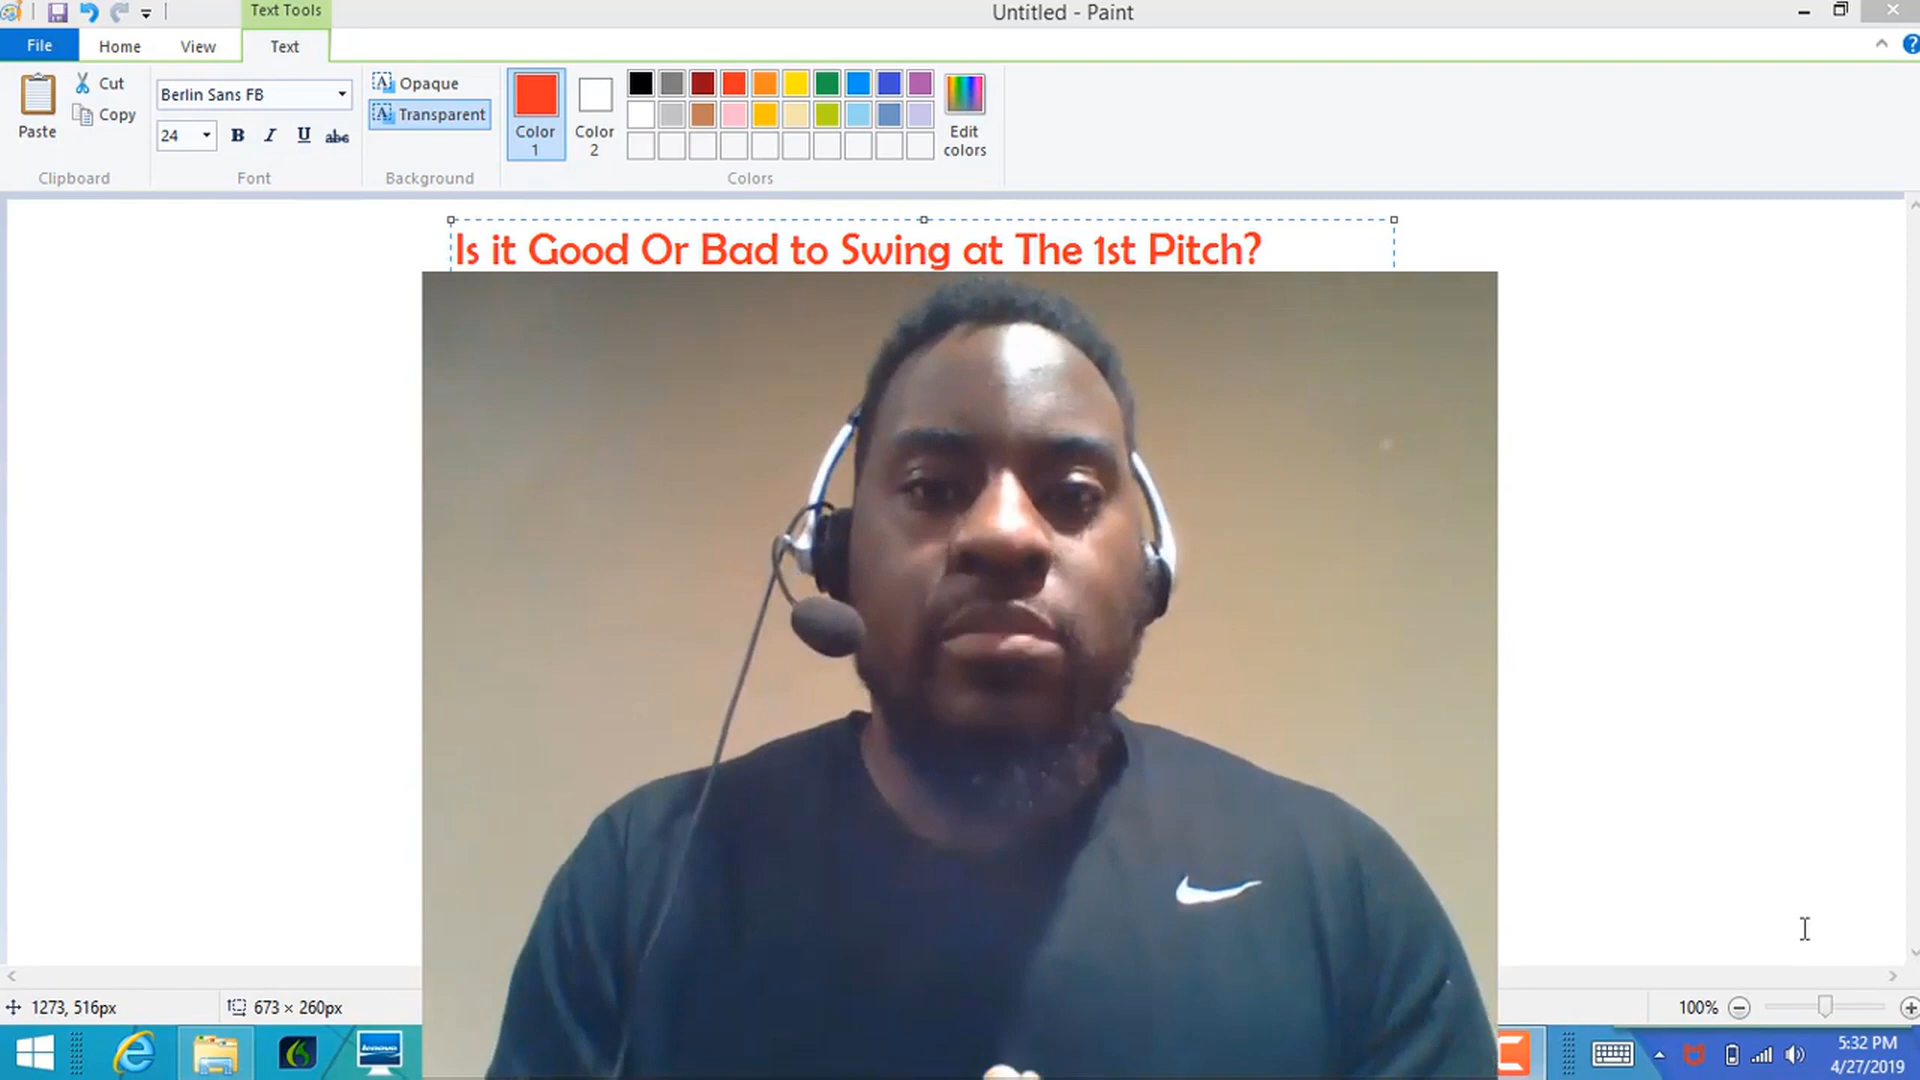 Text Tools
Untitled - Paint
File
Home
View
Text
Paste
Cut
Copy
Clipboard
Berlin Sans FB
24
B
I
U
abc
Font
Opaque
Transparent
Background
Color
1
Color
2
Edit
colors
Colors
Is it Good Or Bad to Swing at The 1st Pitch?
1273, 516px
673 × 260px
100%
5:32 PM
4/27/2019